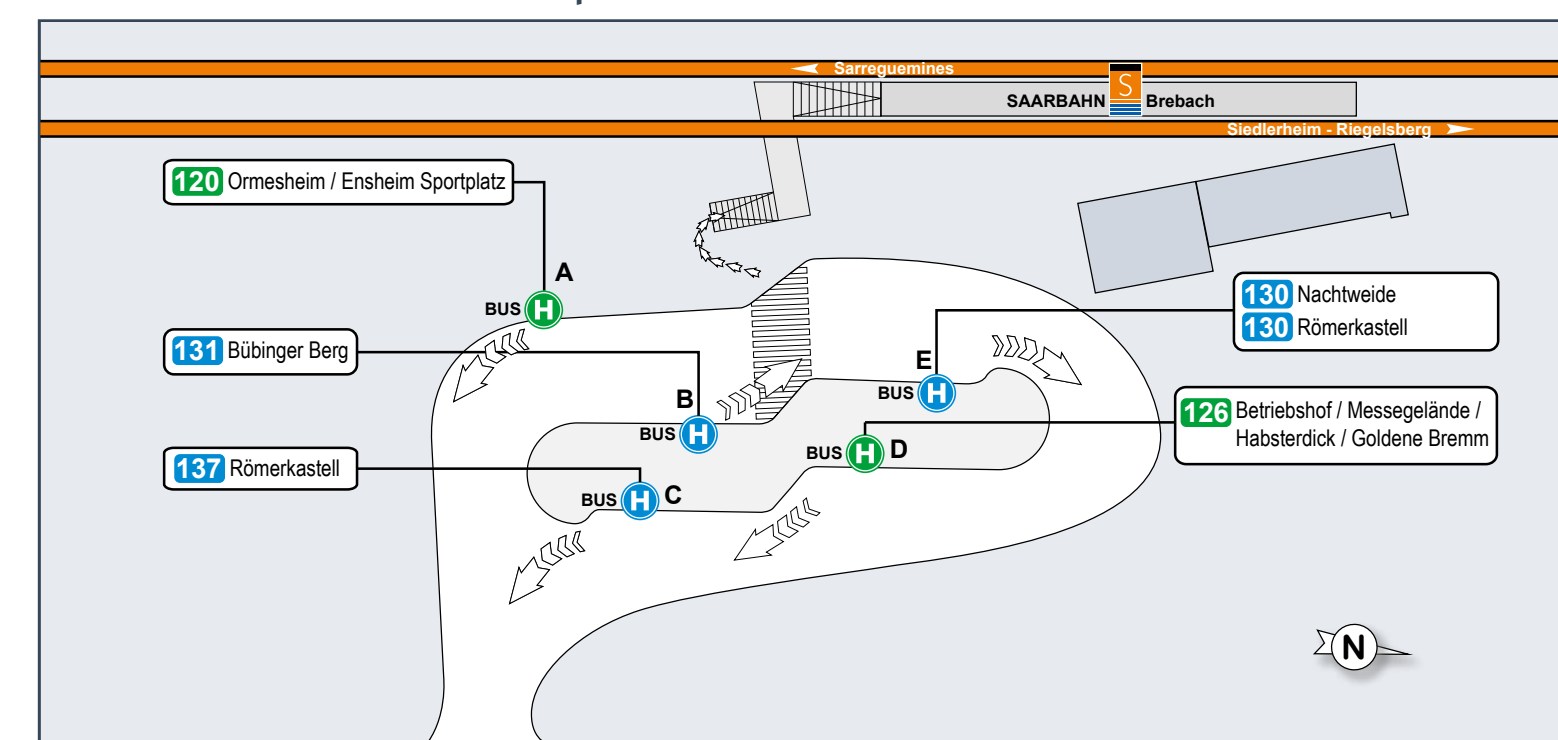 Sarreguemines
S
SAARBAHN Brebach
Siedlerheim - Riegelsberg
120 Ormesheim / Ensheim Sportplatz
A
BUS H
130 Nachtweide
130 Römerkastell
131 Bübinger Berg
E
BUS H
B
BUS H
126 Betriebshof / Messegelände /
Habsterdick / Goldene Bremm
BUS H D
137 Römerkastell
BUS H C
N